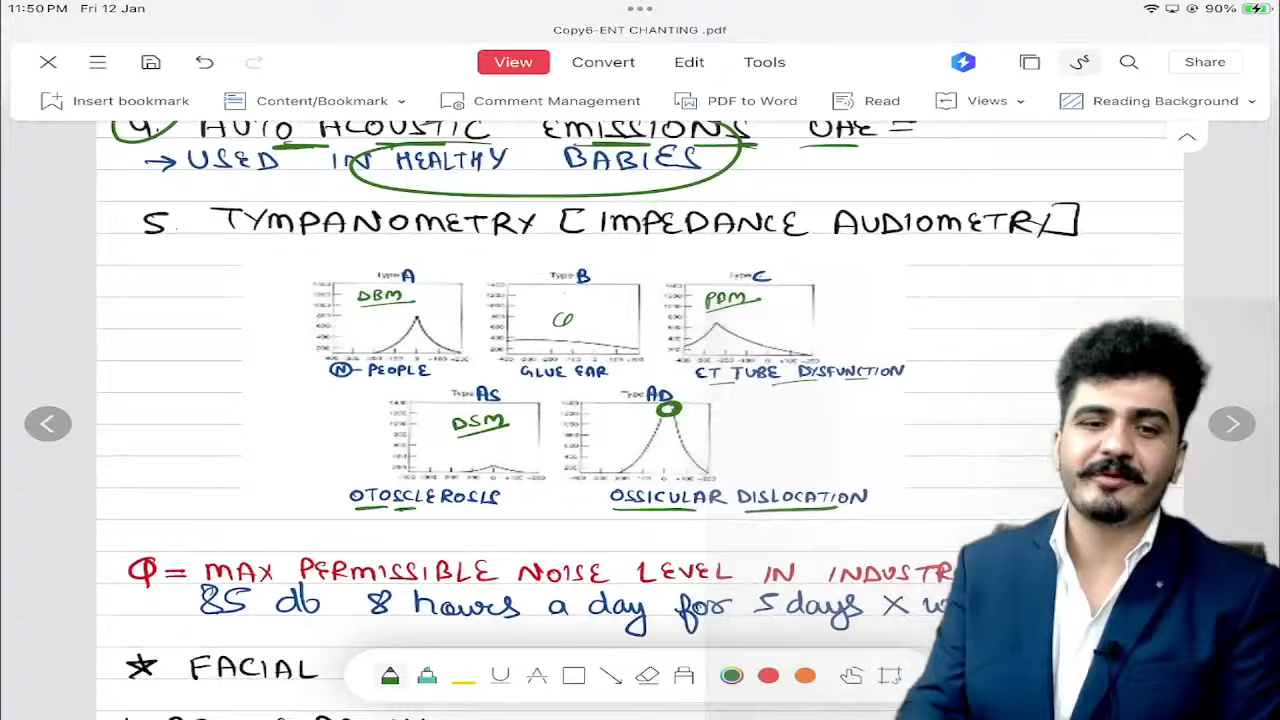 11:50 PM Fri 12 Jan 90%
Copy6-ENT CHANTING .pdf
View Convert Edit Tools Share
Insert bookmark Content/Bookmark Comment Management PDF to Word Read Views Reading Background
4. AUTO ACOUSTIC EMISSIONS OAE =
→ USED IN HEALTHY BABIES
5. TYMPANOMETRY [IMPEDANCE AUDIOMETRY]
Type A Type B Type C
DBM φ PDM
N - PEOPLE GLUE EAR ET TUBE DYSFUNCTION
Type AS Type AD
DSM
OTOSCLEROSIS OSSICULAR DISLOCATION
φ = MAX PERMISSIBLE NOISE LEVEL IN INDUSTR
85 db 8 hours a day for 5 days X w
* FACIAL